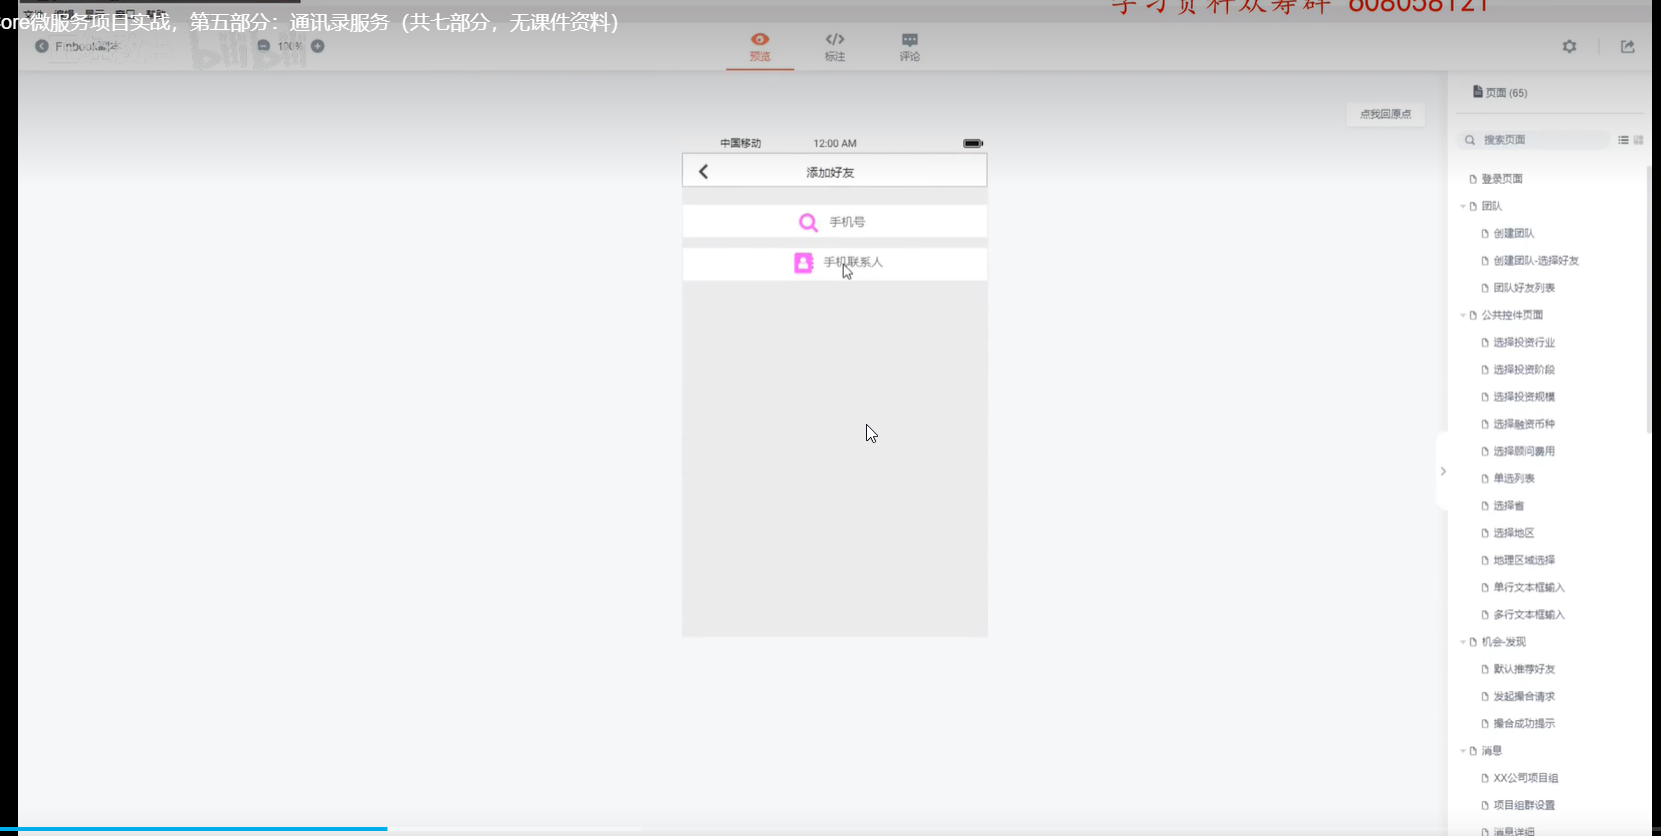 学习资料众筹群 608058121
ore微服务项目实战，第五部分：通讯录服务（共七部分，无课件资料）
100%
预览
标注
评论
页面 (65)
点我回原点
搜索页面
中国移动 12:00 AM
添加好友
手机号
手机联系人
登录页面
团队
创建团队
创建团队-选择好友
团队好友列表
公共控件页面
选择投资行业
选择投资阶段
选择投资规模
选择融资币种
选择顾问费用
单选列表
选择省
选择地区
地理区域选择
单行文本框输入
多行文本框输入
机会-发现
默认推荐好友
发起撮合请求
撮合成功提示
消息
XX公司项目组
项目组群设置
消息详细